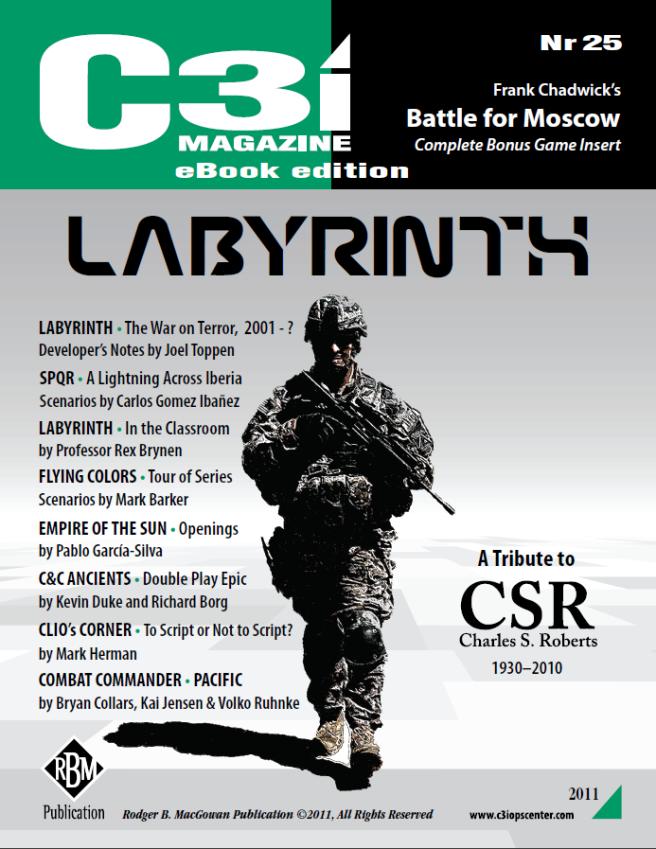 C3i
MAGAZINE
eBook edition
Nr 25
Frank Chadwick's
Battle for Moscow
Complete Bonus Game Insert
LABYRINTH
LABYRINTH • The War on Terror, 2001 - ?
Developer's Notes by Joel Toppen
SPQR • A Lightning Across Iberia
Scenarios by Carlos Gomez Ibañez
LABYRINTH • In the Classroom
by Professor Rex Brynen
FLYING COLORS • Tour of Series
Scenarios by Mark Barker
EMPIRE OF THE SUN • Openings
by Pablo García-Silva
C&C ANCIENTS • Double Play Epic
by Kevin Duke and Richard Borg
CLIO'S CORNER • To Script or Not to Script?
by Mark Herman
COMBAT COMMANDER • PACIFIC
by Bryan Collars, Kai Jensen & Volko Ruhnke
A Tribute to
CSR
Charles S. Roberts
1930–2010
RBM
Publication
Rodger B. MacGowan Publication ©2011, All Rights Reserved
2011
www.c3iopscenter.com